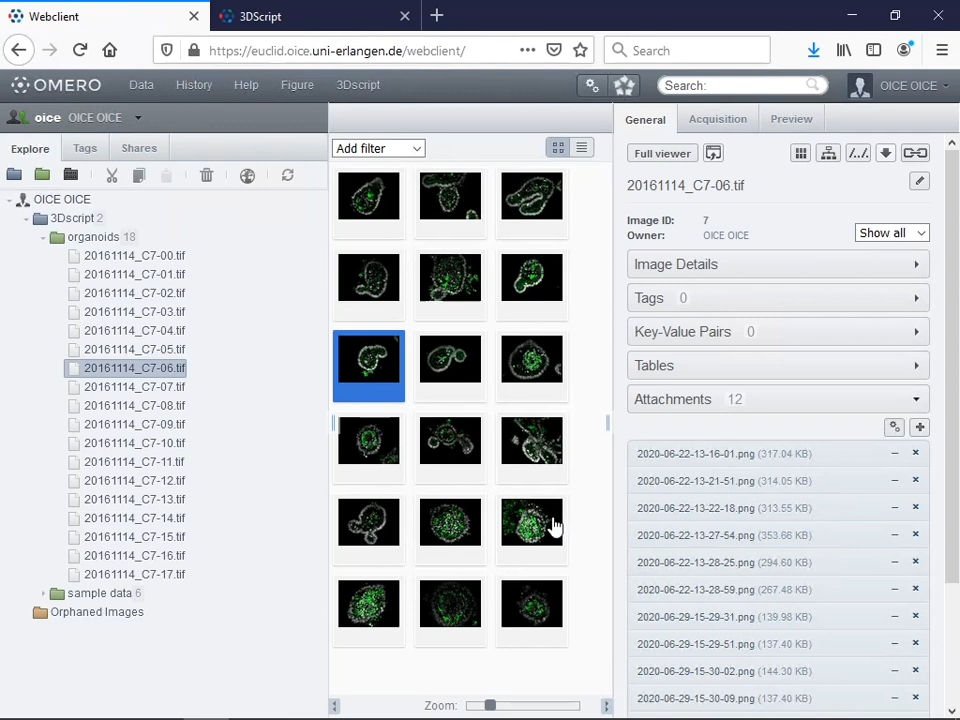 Webclient
3DScript
https://euclid.oice.uni-erlangen.de/webclient/
Search
OMERO
Data
History
Help
Figure
3Dscript
Search:
OICE OICE
oice OICE OICE
Explore
Tags
Shares
OICE OICE
3Dscript 2
organoids 18
20161114_C7-00.tif
20161114_C7-01.tif
20161114_C7-02.tif
20161114_C7-03.tif
20161114_C7-04.tif
20161114_C7-05.tif
20161114_C7-06.tif
20161114_C7-07.tif
20161114_C7-08.tif
20161114_C7-09.tif
20161114_C7-10.tif
20161114_C7-11.tif
20161114_C7-12.tif
20161114_C7-13.tif
20161114_C7-14.tif
20161114_C7-15.tif
20161114_C7-16.tif
20161114_C7-17.tif
sample data 6
Orphaned Images
Add filter
Zoom:
General
Acquisition
Preview
Full viewer
20161114_C7-06.tif
Image ID: 7
Owner: OICE OICE
Show all
Image Details
Tags 0
Key-Value Pairs 0
Tables
Attachments 12
2020-06-22-13-16-01.png (317.04 KB)
2020-06-22-13-21-51.png (314.05 KB)
2020-06-22-13-22-18.png (313.55 KB)
2020-06-22-13-27-54.png (353.66 KB)
2020-06-22-13-28-25.png (294.60 KB)
2020-06-22-13-28-59.png (267.48 KB)
2020-06-29-15-29-31.png (139.98 KB)
2020-06-29-15-29-51.png (137.40 KB)
2020-06-29-15-30-02.png (144.30 KB)
2020-06-29-15-30-09.png (137.40 KB)